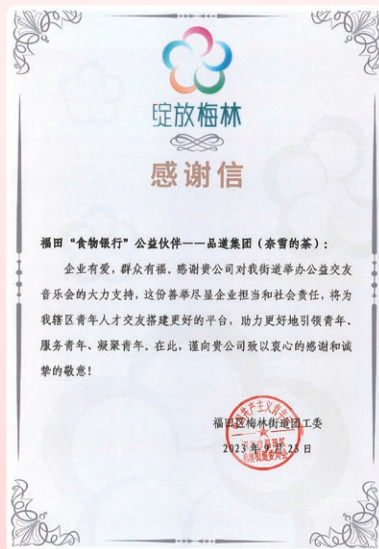 绽放梅林
感谢信
福田“食物银行”公益伙伴——品道集团（奈雪的茶）：
企业有爱，群众有福。感谢贵公司对我街道举办公益交友
音乐会的大力支持，这份善举尽显企业担当和社会责任，将为
我辖区青年人才交友搭建更好的平台，助力更好地引领青年、
服务青年、凝聚青年。在此，谨向贵公司致以衷心的感谢和诚
挚的敬意！
福田区梅林街道团工委
2023年9月25日